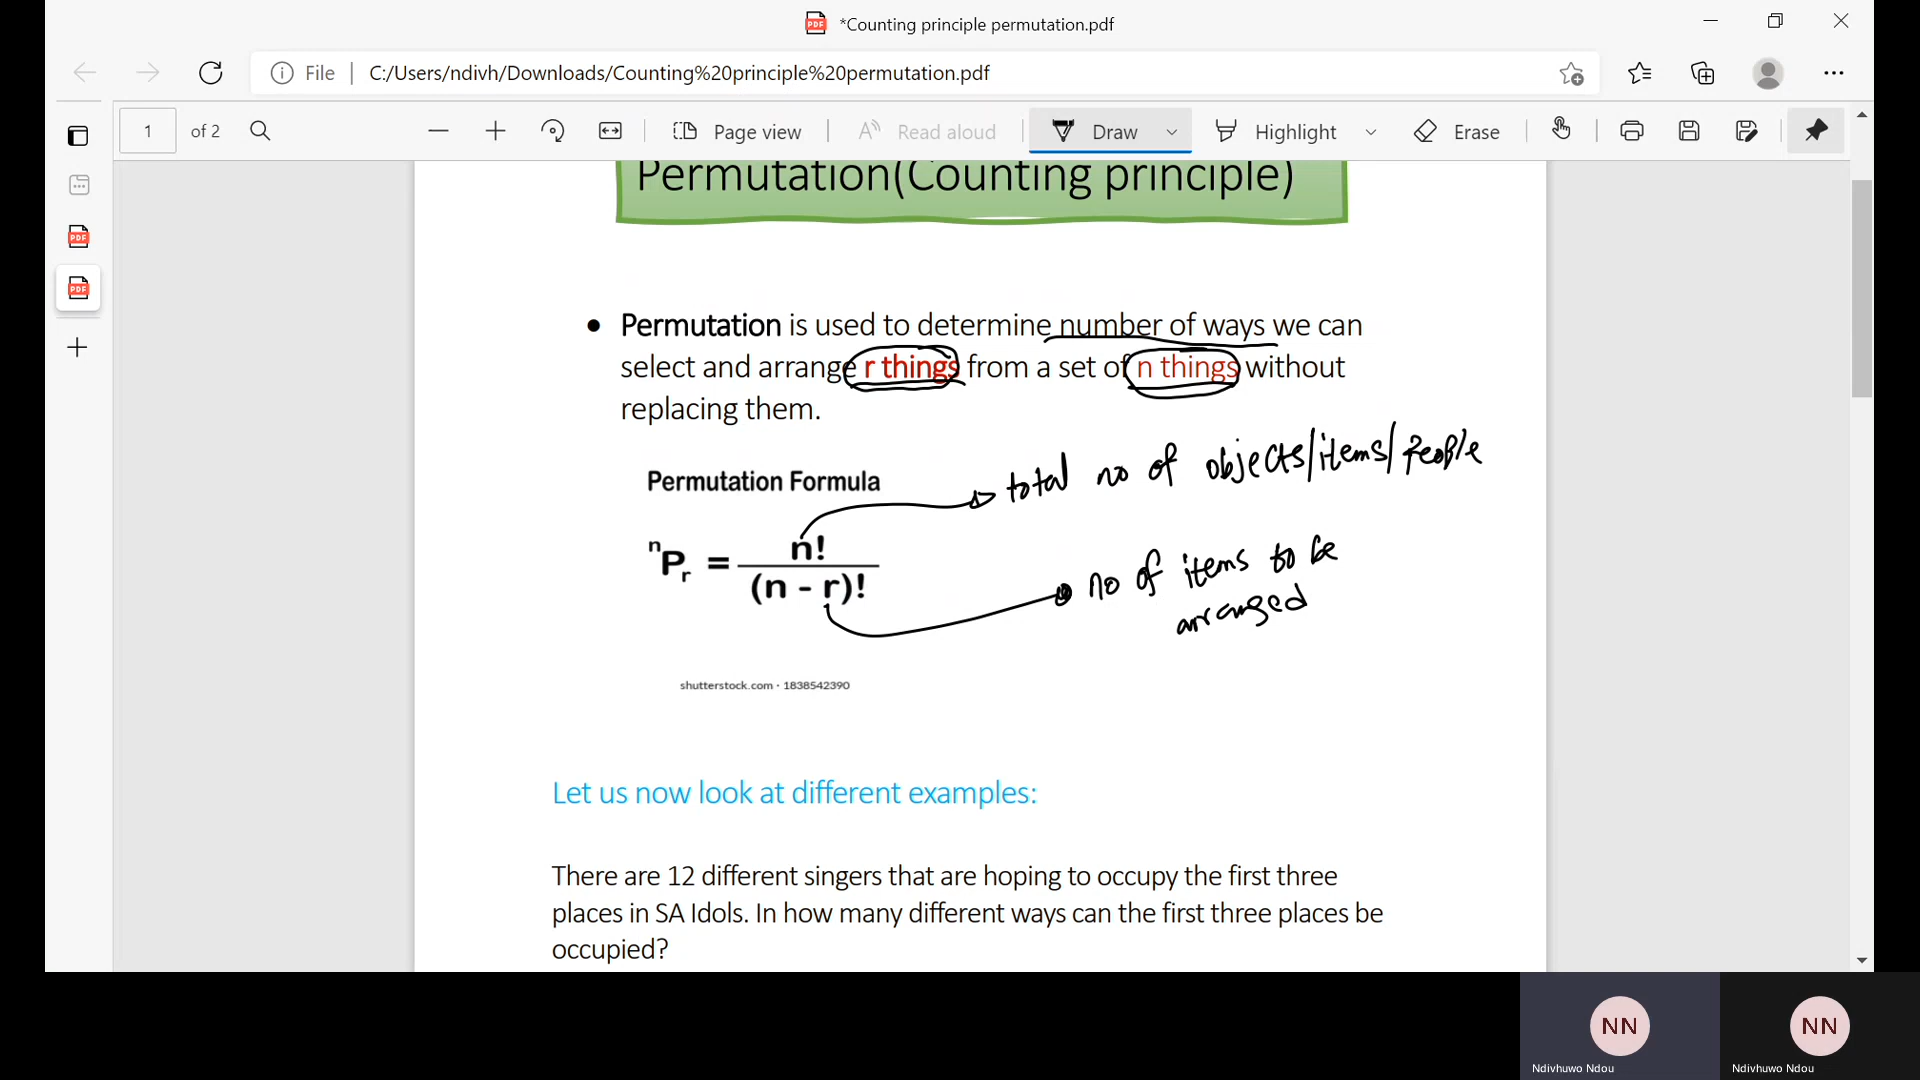 *Counting principle permutation.pdf
File
C:/Users/ndivh/Downloads/Counting%20principle%20permutation.pdf
1 of 2
Page view
Read aloud
Draw
Highlight
Erase
Permutation(Counting principle)
• Permutation is used to determine number of ways we can
select and arrange r things from a set of n things without
replacing them.
Permutation Formula
total no of objects/items/people
nPr = n! / (n - r)!
no of items to be
arranged
shutterstock.com · 1838542390
Let us now look at different examples:
There are 12 different singers that are hoping to occupy the first three
places in SA Idols. In how many different ways can the first three places be
occupied?
NN
Ndivhuwo Ndou
NN
Ndivhuwo Ndou